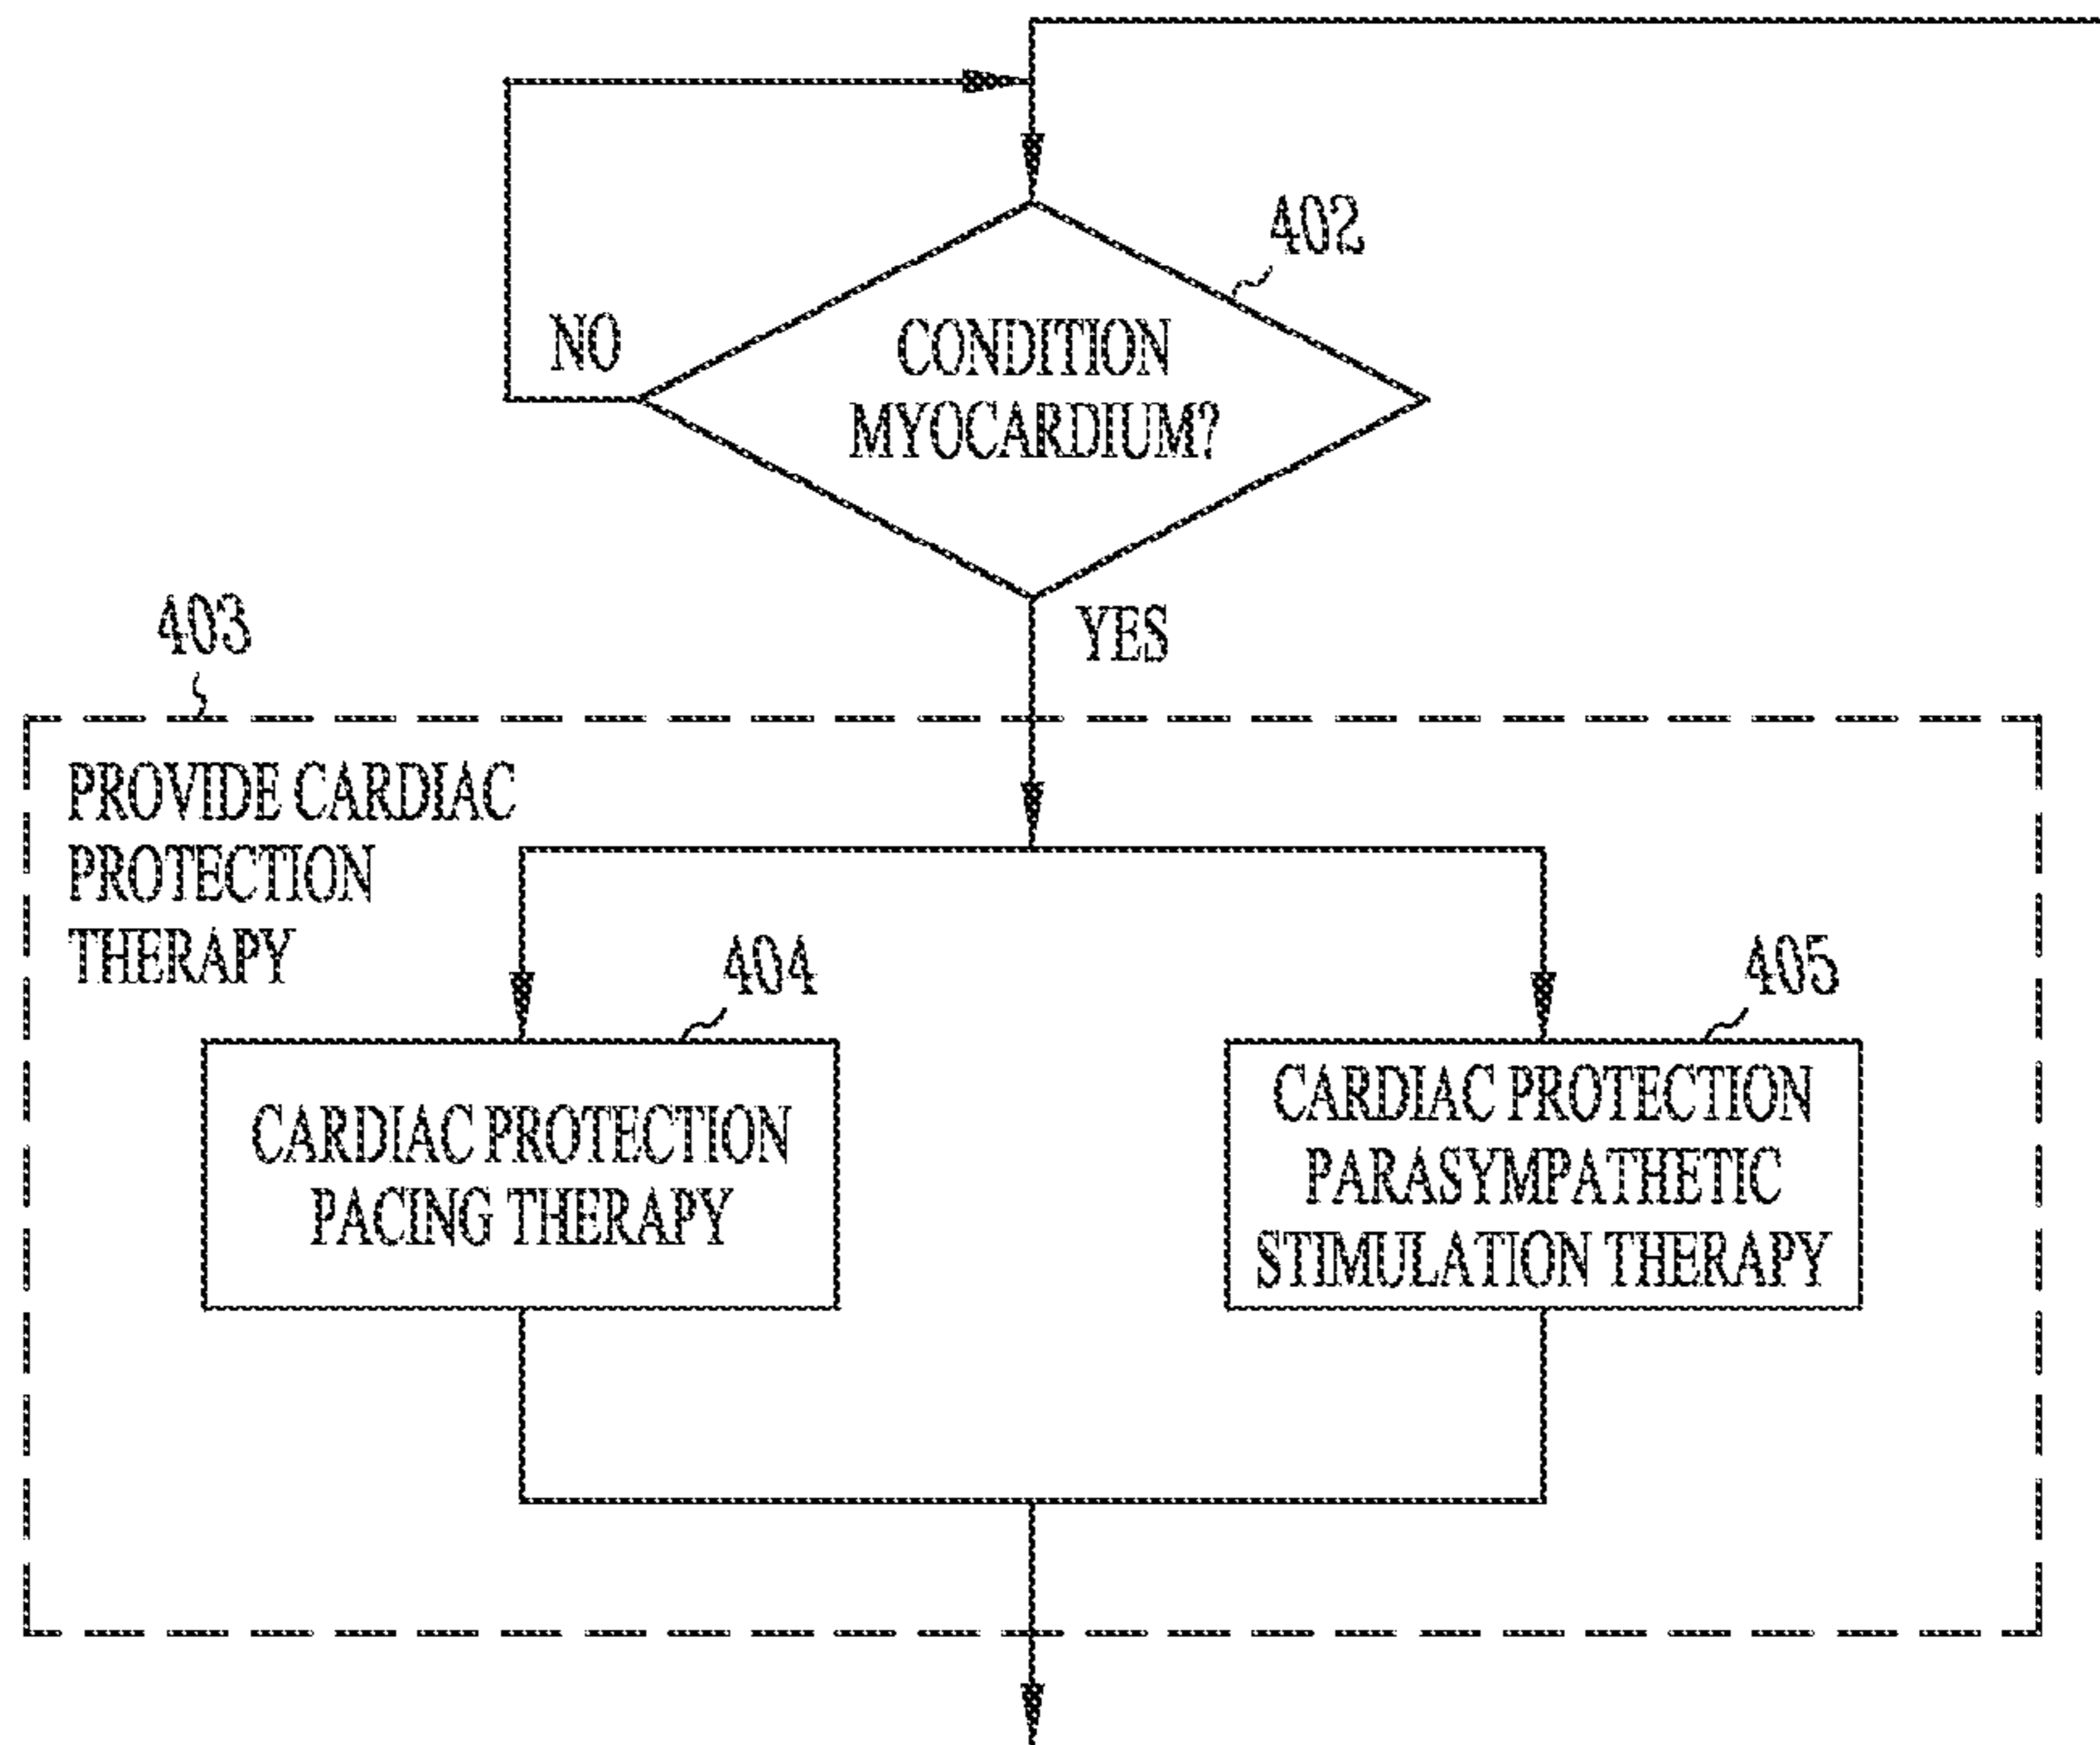 402
NO
CONDITION
MYOCARDIUM?
YES
403
PROVIDE CARDIAC
PROTECTION
THERAPY
404
CARDIAC PROTECTION
PACING THERAPY
405
CARDIAC PROTECTION
PARASYMPATHETIC
STIMULATION THERAPY